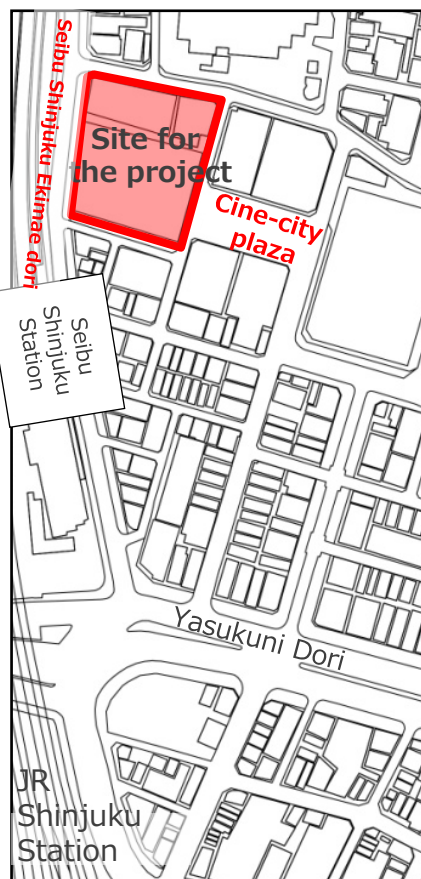 Seibu Shinjuku Ekimae dori
Site for
the project
Cine-city
plaza
Seibu
Shinjuku
Station
Yasukuni Dori
JR
Shinjuku
Station